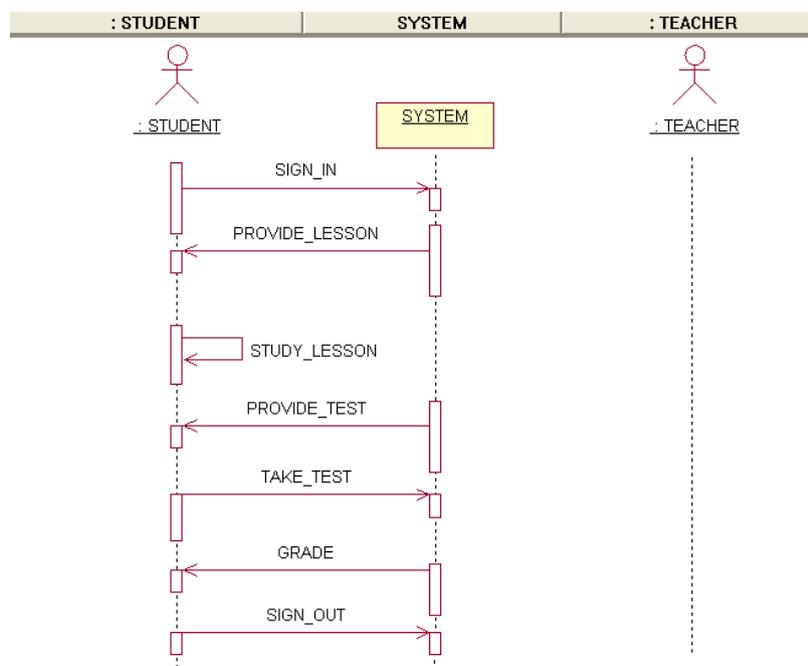 : STUDENT SYSTEM : TEACHER
: STUDENT
SYSTEM
: TEACHER
SIGN_IN
PROVIDE_LESSON
STUDY_LESSON
PROVIDE_TEST
TAKE_TEST
GRADE
SIGN_OUT